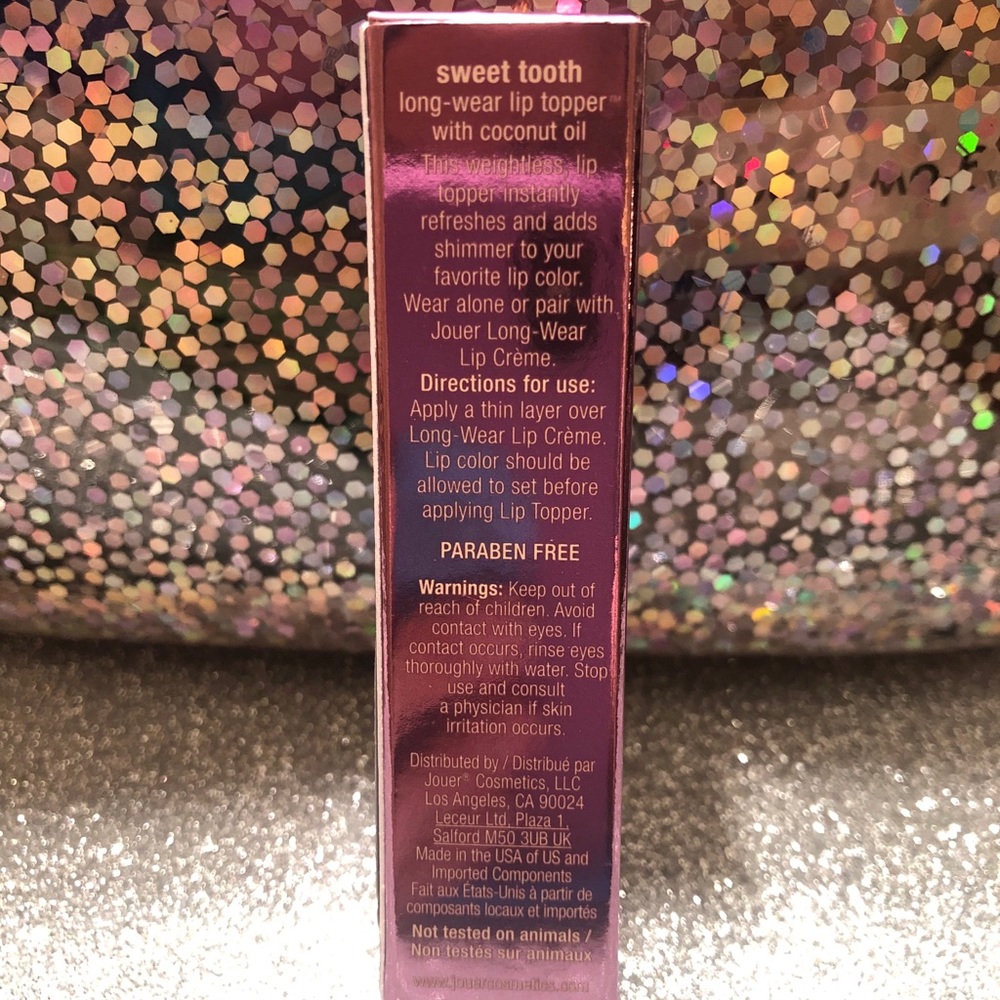 sweet tooth
long-wear lip topper™
with coconut oil
This weightless, lip
topper instantly
refreshes and adds
shimmer to your
favorite lip color.
Wear alone or pair with
Jouer Long-Wear
Lip Crème.
Directions for use:
Apply a thin layer over
Long-Wear Lip Crème.
Lip color should be
allowed to set before
applying Lip Topper.
PARABEN FREE
Warnings: Keep out of
reach of children. Avoid
contact with eyes. If
contact occurs, rinse eyes
thoroughly with water. Stop
use and consult
a physician if skin
irritation occurs.
Distributed by / Distribué par
Jouer® Cosmetics, LLC
Los Angeles, CA 90024
Leceur Ltd, Plaza 1,
Salford M50 3UB UK
Made in the USA of US and
Imported Components
Fait aux États-Unis à partir de
composants locaux et importés
Not tested on animals /
Non testés sur animaux
www.jouercosmetics.com